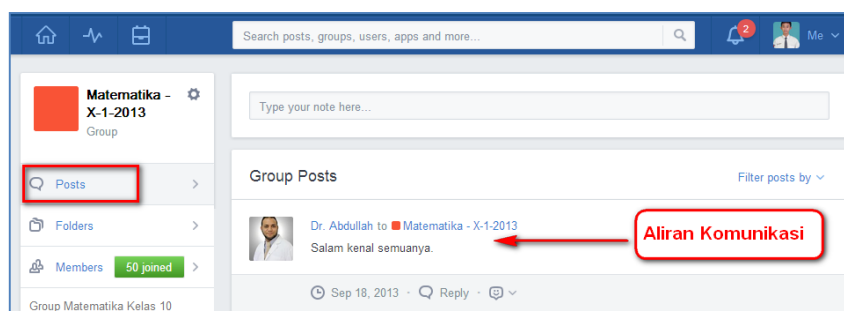 Search posts, groups, users, apps and more...
2
Me
Matematika -
X-1-2013
Group
Posts
Folders
Members
50 joined
Group Matematika Kelas 10
Type your note here...
Group Posts
Filter posts by
Dr. Abdullah to Matematika - X-1-2013
Salam kenal semuanya.
Aliran Komunikasi
Sep 18, 2013 · Reply ·